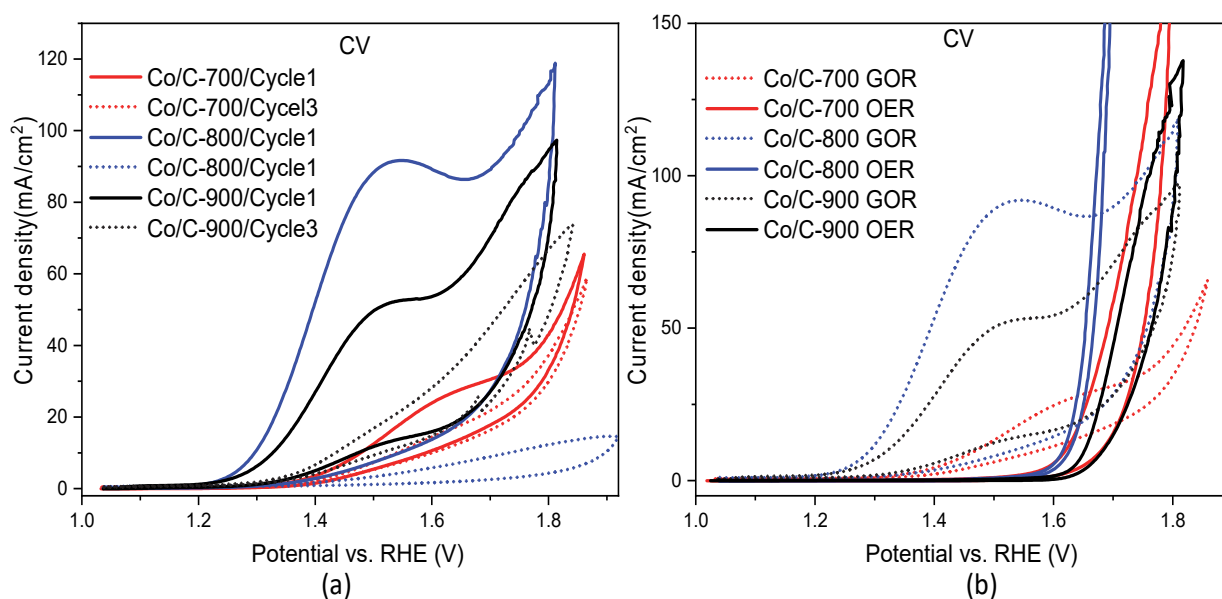 CV
Co/C-700/Cycle1
Co/C-700/Cycel3
Co/C-800/Cycle1
Co/C-800/Cycle1
Co/C-900/Cycle1
Co/C-900/Cycle3
120
100
80
60
40
20
0
1.0
1.2
1.4
1.6
1.8
Current density(mA/cm²)
Potential vs. RHE (V)
(a)
CV
Co/C-700 GOR
Co/C-700 OER
Co/C-800 GOR
Co/C-800 OER
Co/C-900 GOR
Co/C-900 OER
150
100
50
0
1.0
1.2
1.4
1.6
1.8
Current density(mA/cm²)
Potential vs. RHE (V)
(b)